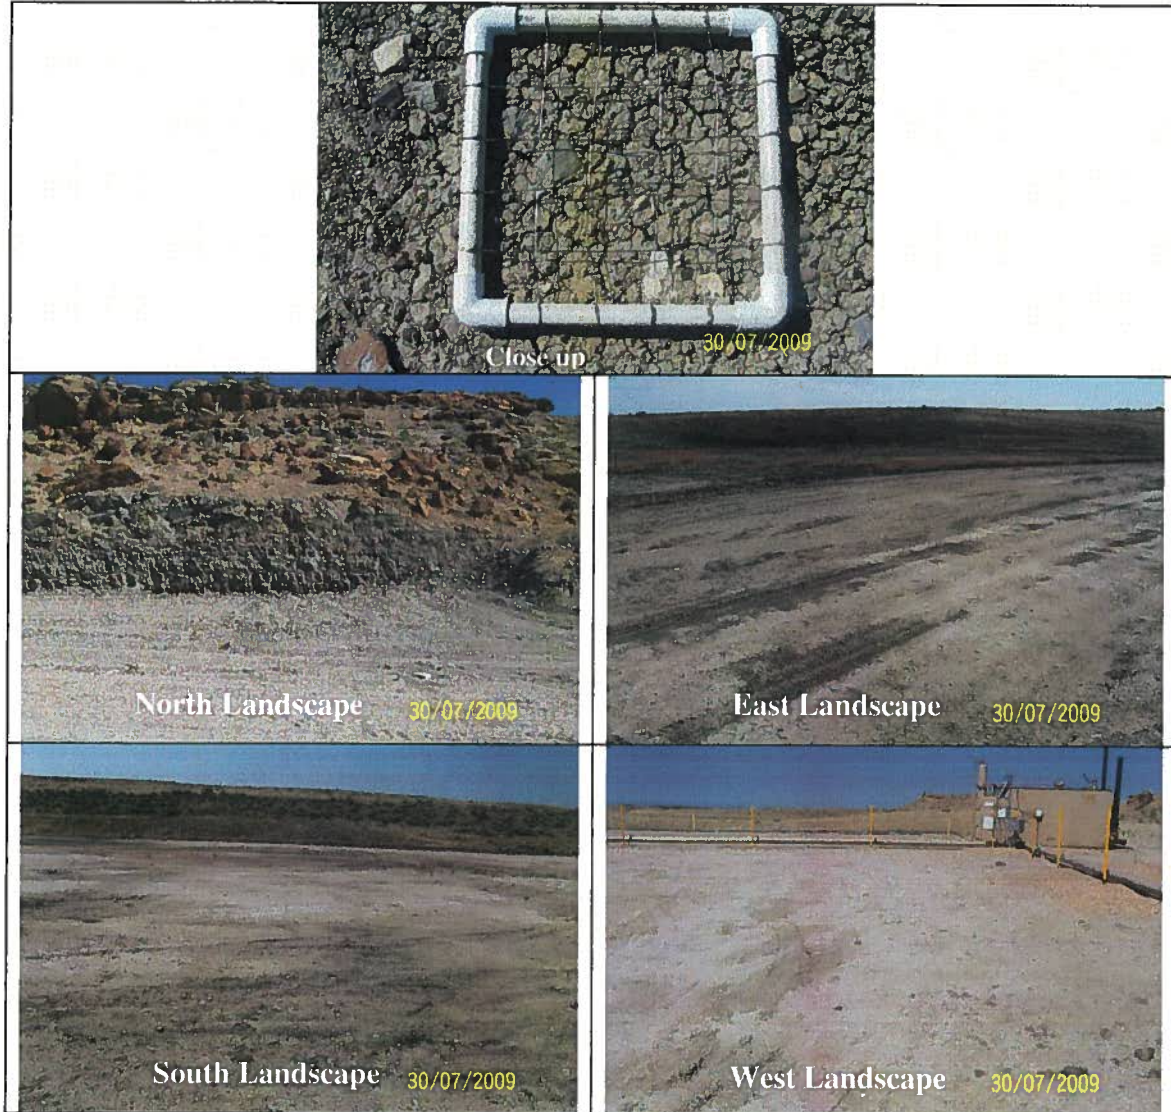 Close up 30/07/2009
North Landscape 30/07/2009
East Landscape 30/07/2009
South Landscape 30/07/2009
West Landscape 30/07/2009